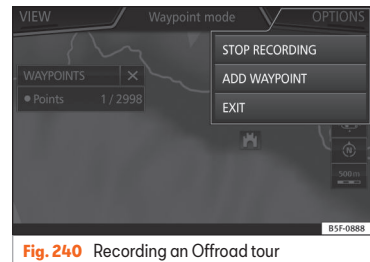 VIEW
Waypoint mode
OPTIONS
STOP RECORDING
ADD WAYPOINT
EXIT
WAYPOINTS
Points 1 / 2998
N
500 m
B5F-0888
Fig. 240 Recording an Offroad tour